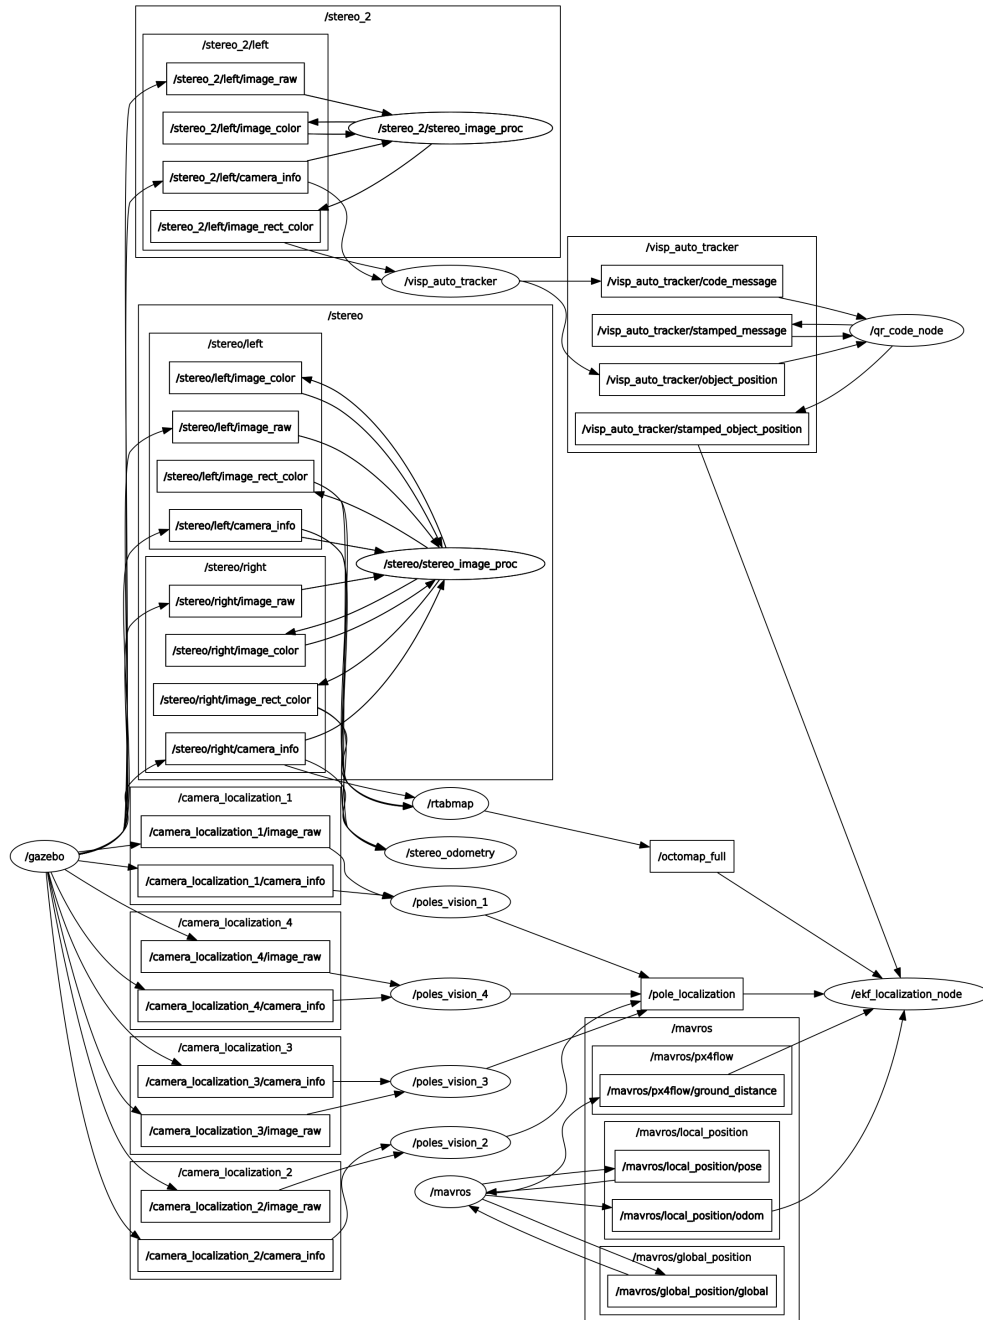 /stereo_2
/stereo_2/left
/stereo_2/left/image_raw
/stereo_2/left/image_color
/stereo_2/stereo_image_proc
/stereo_2/left/camera_info
/stereo_2/left/image_rect_color
/visp_auto_tracker
/visp_auto_tracker
/visp_auto_tracker/code_message
/visp_auto_tracker/stamped_message
/qr_code_node
/visp_auto_tracker/object_position
/visp_auto_tracker/stamped_object_position
/stereo
/stereo/left
/stereo/left/image_color
/stereo/left/image_raw
/stereo/left/image_rect_color
/stereo/left/camera_info
/stereo/stereo_image_proc
/stereo/right
/stereo/right/image_raw
/stereo/right/image_color
/stereo/right/image_rect_color
/stereo/right/camera_info
/camera_localization_1
/camera_localization_1/image_raw
/camera_localization_1/camera_info
/gazebo
/rtabmap
/stereo_odometry
/octomap_full
/poles_vision_1
/camera_localization_4
/camera_localization_4/image_raw
/camera_localization_4/camera_info
/poles_vision_4
/pole_localization
/ekf_localization_node
/camera_localization_3
/camera_localization_3/camera_info
/camera_localization_3/image_raw
/poles_vision_3
/camera_localization_2
/camera_localization_2/image_raw
/camera_localization_2/camera_info
/poles_vision_2
/mavros
/mavros
/mavros/px4flow
/mavros/px4flow/ground_distance
/mavros/local_position
/mavros/local_position/pose
/mavros/local_position/odom
/mavros/global_position
/mavros/global_position/global